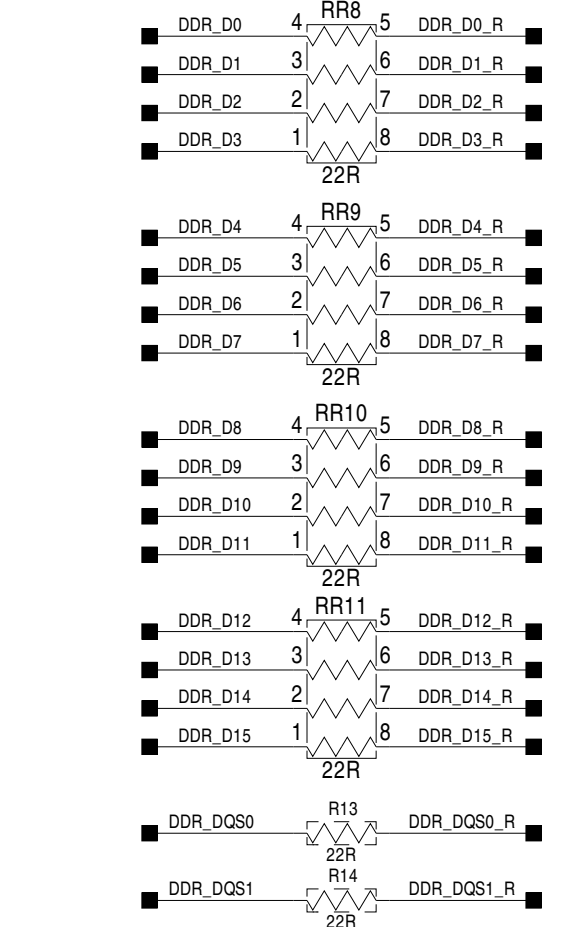 RR8
DDR_D0 4 5 DDR_D0_R
DDR_D1 3 6 DDR_D1_R
DDR_D2 2 7 DDR_D2_R
DDR_D3 1 8 DDR_D3_R
22R
RR9
DDR_D4 4 5 DDR_D4_R
DDR_D5 3 6 DDR_D5_R
DDR_D6 2 7 DDR_D6_R
DDR_D7 1 8 DDR_D7_R
22R
RR10
DDR_D8 4 5 DDR_D8_R
DDR_D9 3 6 DDR_D9_R
DDR_D10 2 7 DDR_D10_R
DDR_D11 1 8 DDR_D11_R
22R
RR11
DDR_D12 4 5 DDR_D12_R
DDR_D13 3 6 DDR_D13_R
DDR_D14 2 7 DDR_D14_R
DDR_D15 1 8 DDR_D15_R
22R
R13
DDR_DQS0 DDR_DQS0_R
22R
R14
DDR_DQS1 DDR_DQS1_R
22R